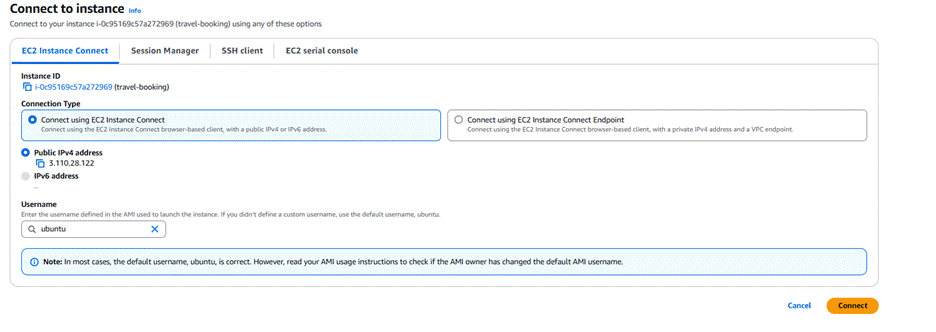 Connect to instance Info
Connect to your instance i-0c95169c57a272969 (travel-booking) using any of these options
EC2 Instance Connect
Session Manager
SSH client
EC2 serial console
Instance ID
i-0c95169c57a272969 (travel-booking)
Connection Type
Connect using EC2 Instance Connect
Connect using the EC2 Instance Connect browser-based client, with a public IPv4 or IPv6 address.
Connect using EC2 Instance Connect Endpoint
Connect using the EC2 Instance Connect browser-based client, with a private IPv4 address and a VPC endpoint.
Public IPv4 address
3.110.28.122
IPv6 address
–
Username
Enter the username defined in the AMI used to launch the instance. If you didn't define a custom username, use the default username, ubuntu.
ubuntu
Note: In most cases, the default username, ubuntu, is correct. However, read your AMI usage instructions to check if the AMI owner has changed the default AMI username.
Cancel
Connect